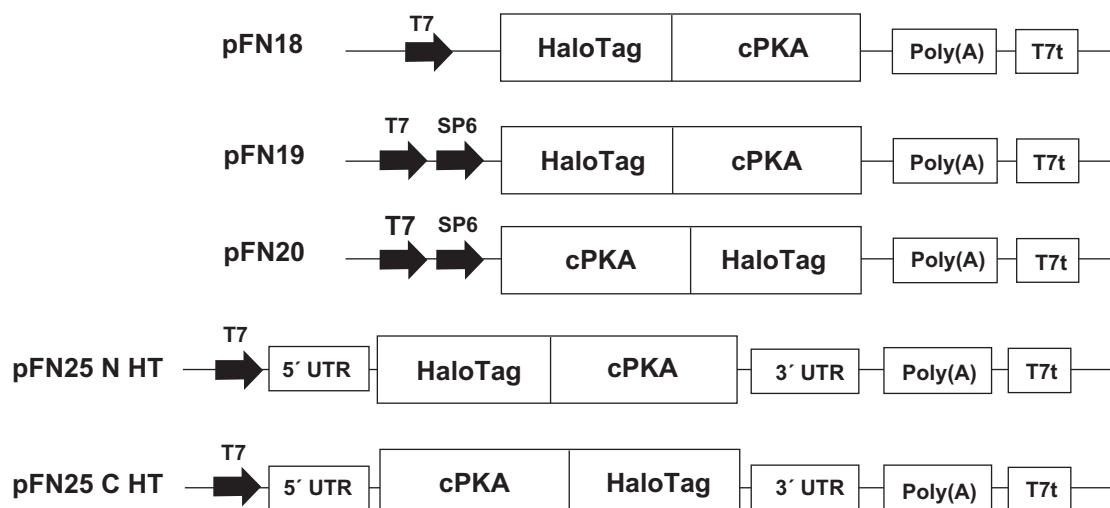 T7
pFN18 HaloTag cPKA Poly(A) T7t
T7 SP6
pFN19 HaloTag cPKA Poly(A) T7t
T7 SP6
pFN20 cPKA HaloTag Poly(A) T7t
T7
pFN25 N HT 5´ UTR HaloTag cPKA 3´ UTR Poly(A) T7t
T7
pFN25 C HT 5´ UTR cPKA HaloTag 3´ UTR Poly(A) T7t